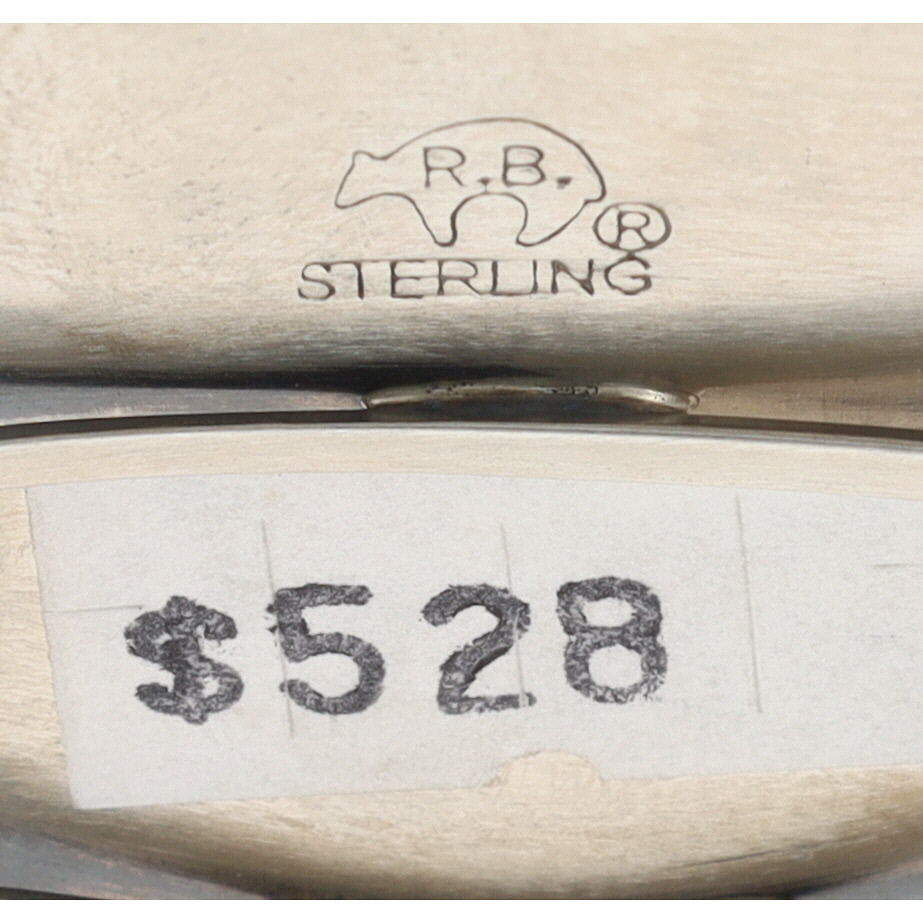 R.B.
®
STERLING
$528